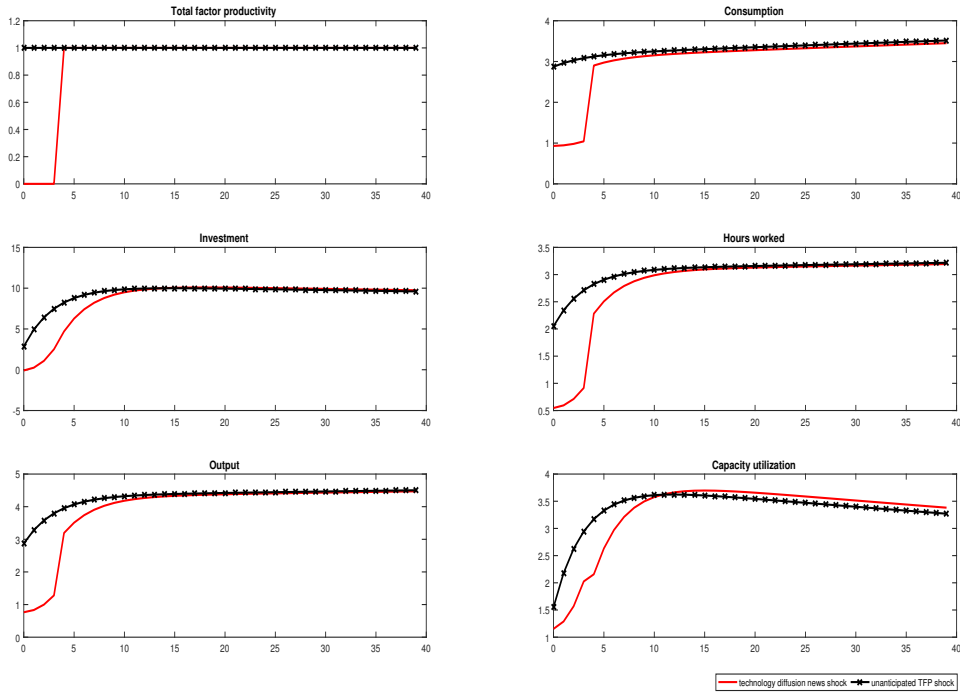 Total factor productivity
1.2
1
0.8
0.6
0.4
0.2
0
0 5 10 15 20 25 30 35 40
Consumption
4
3
2
1
0
0 5 10 15 20 25 30 35 40
Investment
15
10
5
0
-5
0 5 10 15 20 25 30 35 40
Hours worked
3.5
3
2.5
2
1.5
1
0.5
0 5 10 15 20 25 30 35 40
Output
5
4
3
2
1
0
0 5 10 15 20 25 30 35 40
Capacity utilization
4
3.5
3
2.5
2
1.5
1
0 5 10 15 20 25 30 35 40
technology diffusion news shock unanticipated TFP shock